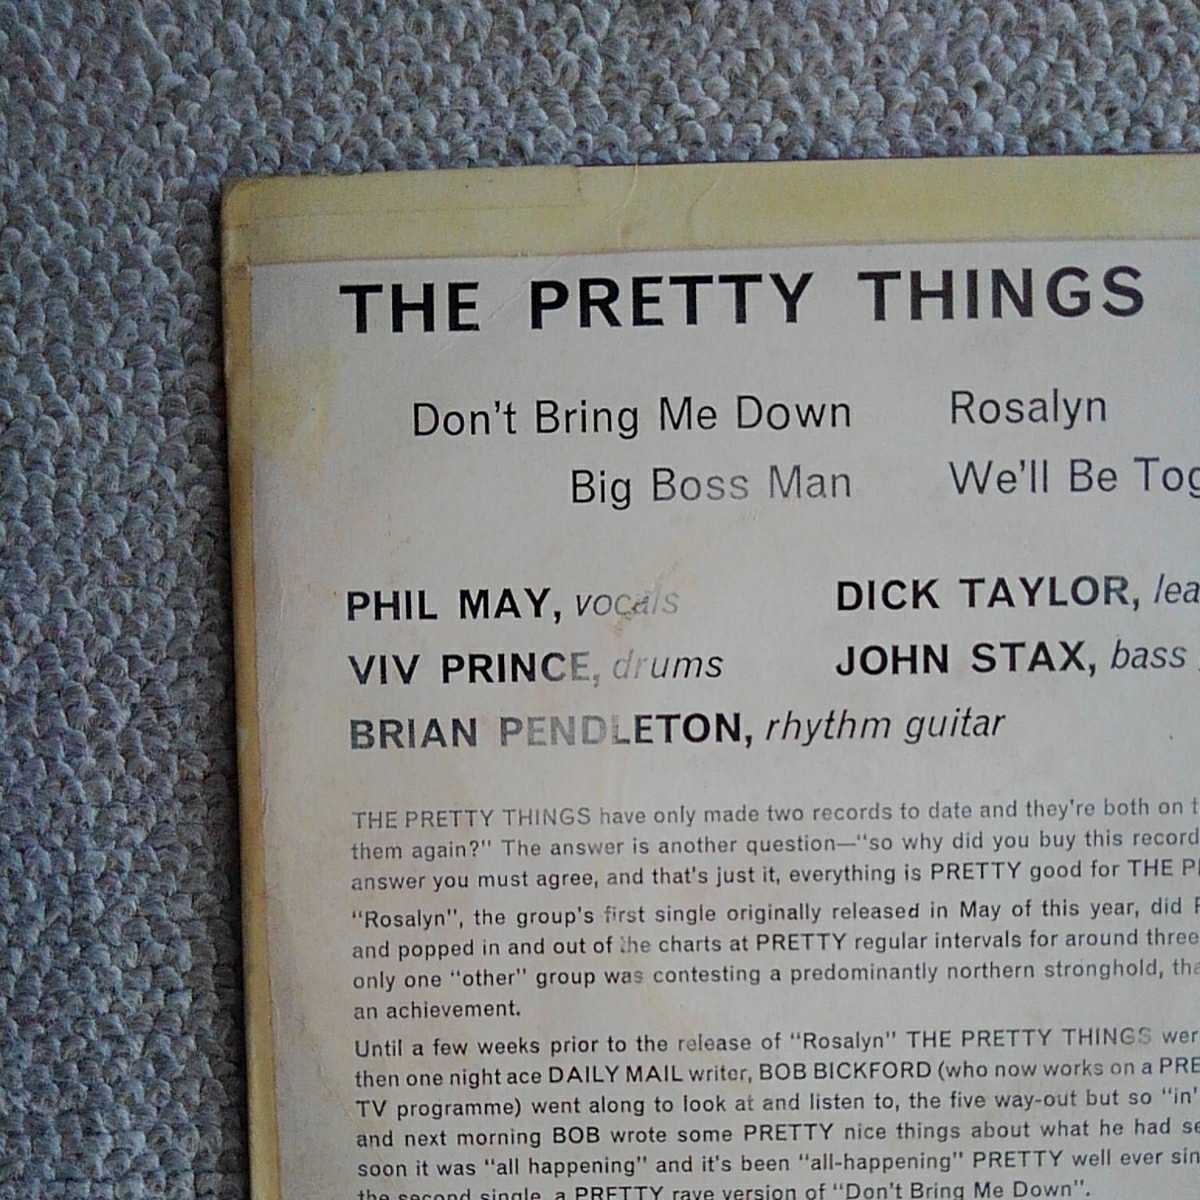 THE PRETTY THINGS
Don't Bring Me Down Rosalyn
Big Boss Man We'll Be
PHIL MAY, vocals DICK TAYLOR,
VIV PRINCE, drums JOHN STAX, bass
BRIAN PENDLETON, rhythm guitar
THE PRETTY THINGS have only made two records to date and they're both on
them again?" The answer is another question—"so why did you buy this record
answer you must agree, and that's just it, everything is PRETTY good for THE
"Rosalyn", the group's first single originally released in May of this year, did
and popped in and out of the charts at PRETTY regular intervals for around three
only one "other" group was contesting a predominantly northern stronghold,
an achievement.
Until a few weeks prior to the release of "Rosalyn" THE PRETTY THINGS
then one night ace DAILY MAIL writer, BOB BICKFORD (who now works on a
TV programme) went along to look at and listen to, the five way-out but so "in"
and next morning BOB wrote some PRETTY nice things about what he had
soon it was "all happening" and it's been "all-happening" PRETTY well ever
the second single, a PRETTY rave version of "Don't Bring Me Down".